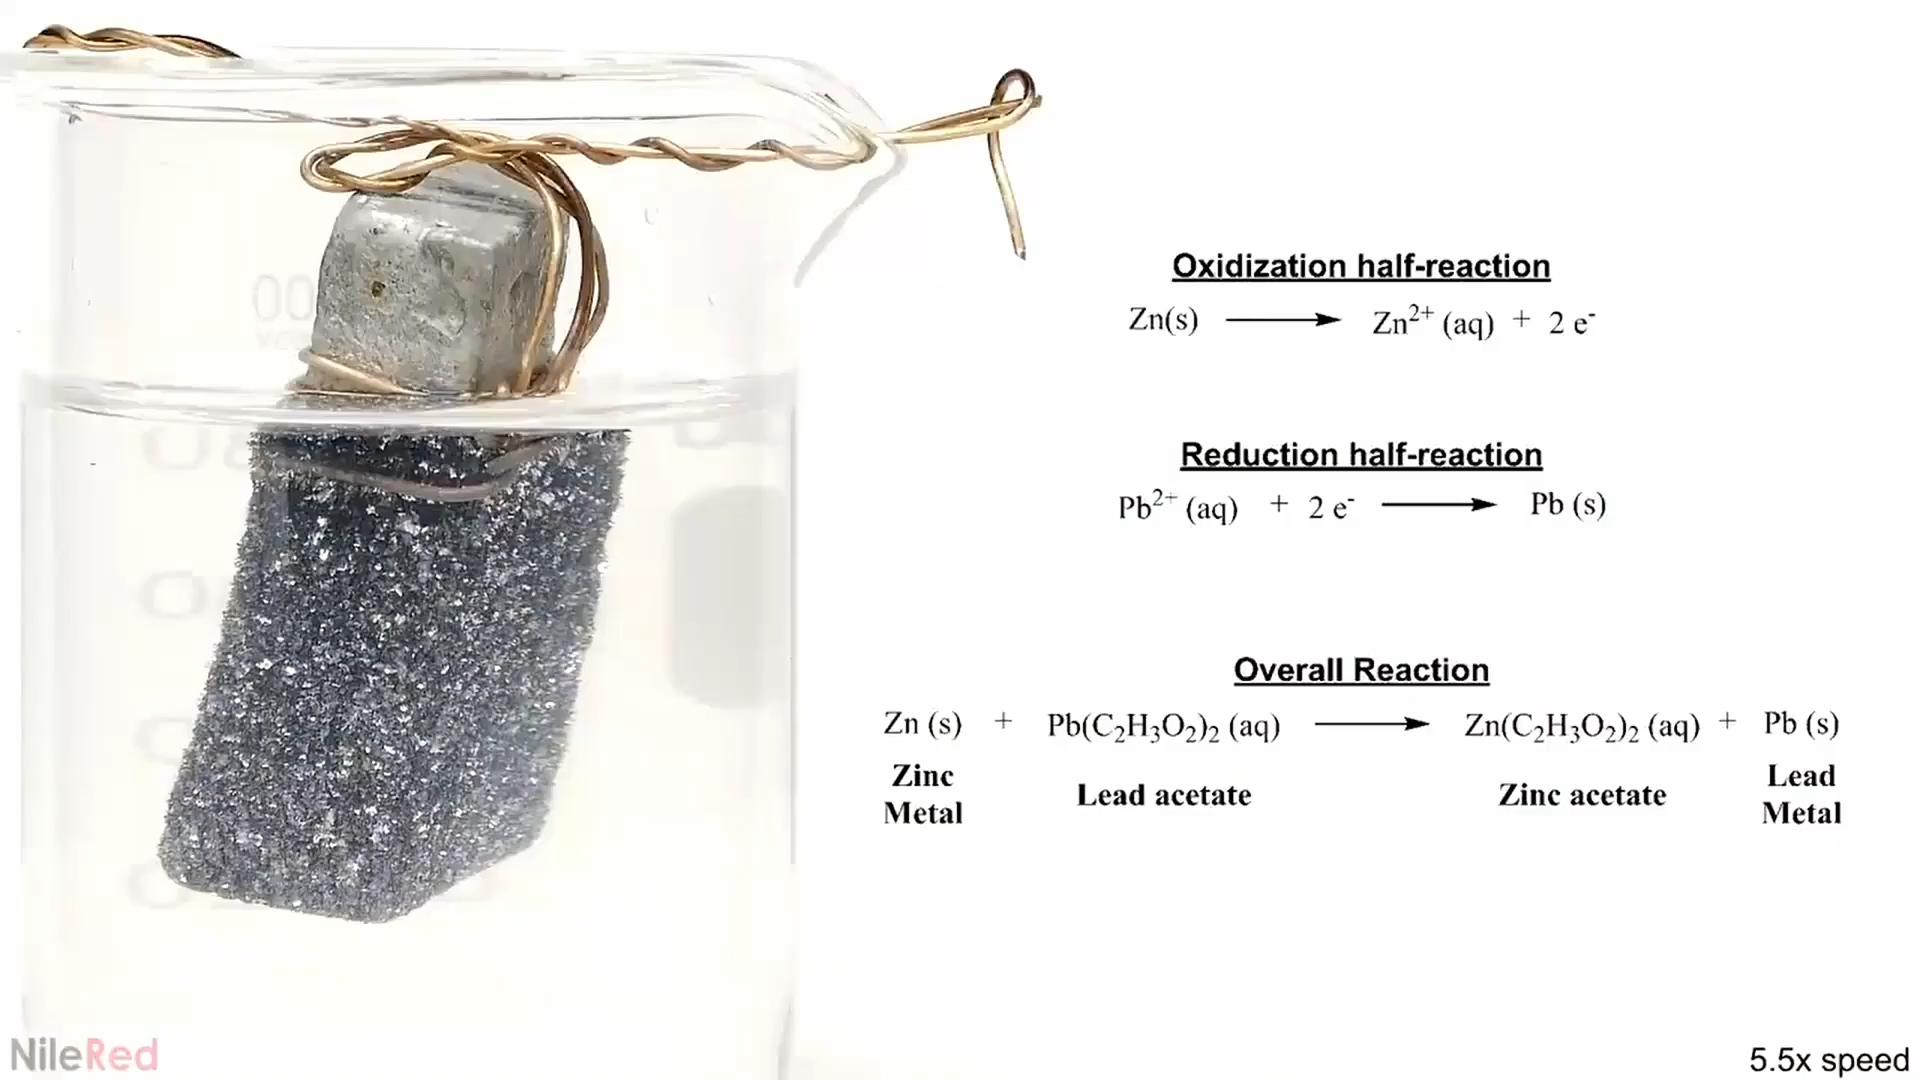 Oxidization half-reaction
Zn(s) ⟶ Zn²⁺ (aq) + 2 e⁻
Reduction half-reaction
Pb²⁺ (aq) + 2 e⁻ ⟶ Pb (s)
Overall Reaction
Zn (s) + Pb(C₂H₃O₂)₂ (aq) ⟶ Zn(C₂H₃O₂)₂ (aq) + Pb (s)
Zinc Metal
Lead acetate
Zinc acetate
Lead Metal
NileRed
5.5x speed